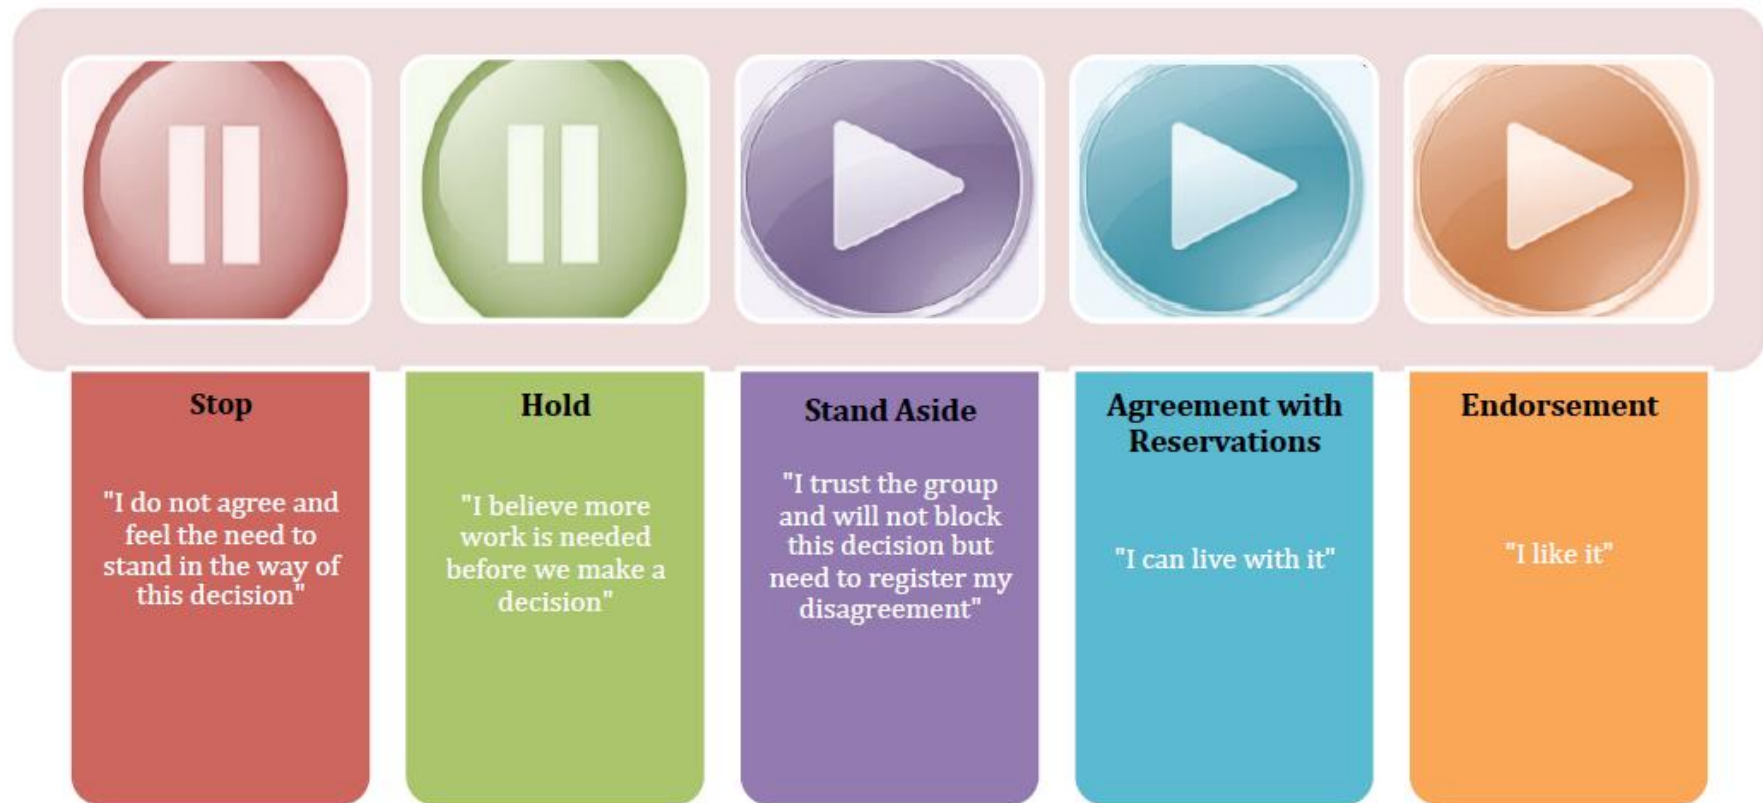 Stop
"I do not agree and
feel the need to
stand in the way of
this decision"
Hold
"I believe more
work is needed
before we make a
decision"
Stand Aside
"I trust the group
and will not block
this decision but
need to register my
disagreement"
Agreement with
Reservations
"I can live with it"
Endorsement
"I like it"